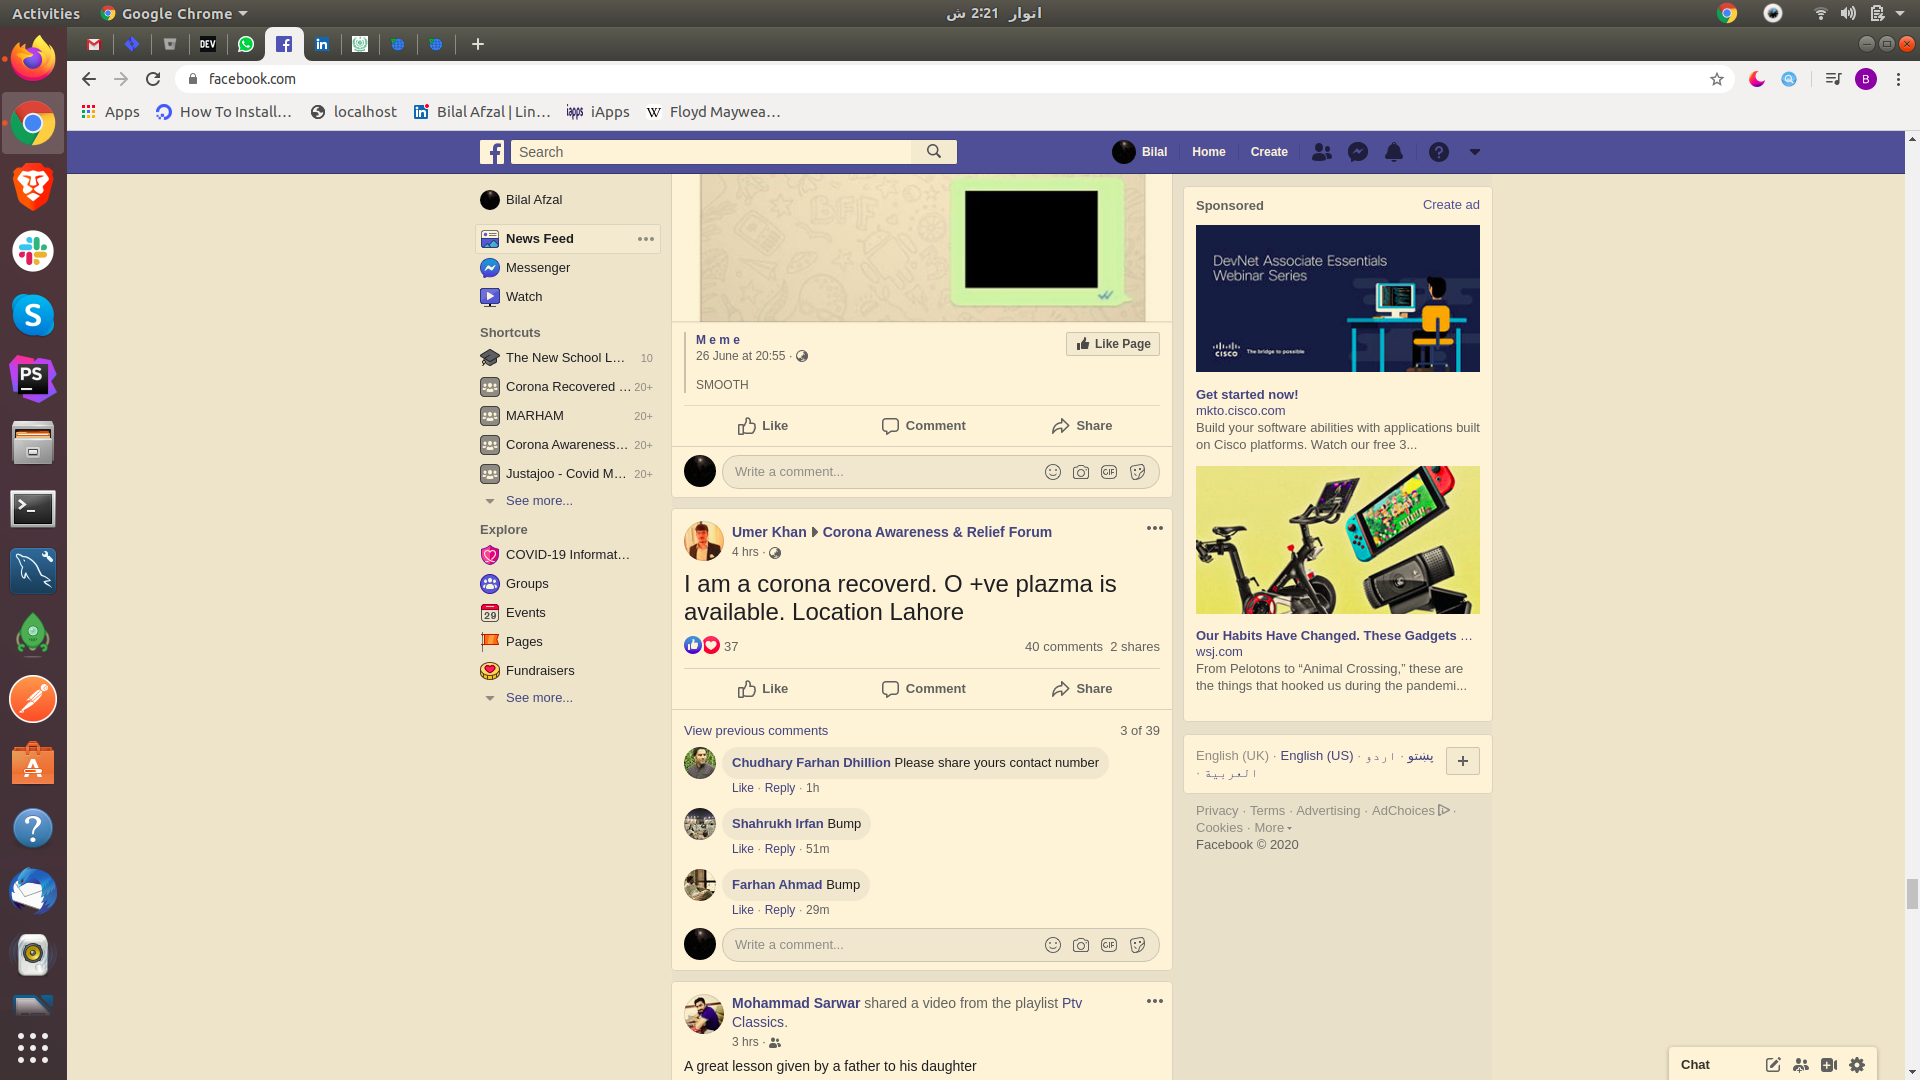 Activities
Google Chrome
اتوار 2:21 ش
facebook.com
Apps
How To Install...
localhost
Bilal Afzal | Lin...
iApps
Floyd Maywea...
Search
Bilal
Home
Create
Bilal Afzal
News Feed
Messenger
Watch
Shortcuts
The New School L... 10
Corona Recovered ... 20+
MARHAM 20+
Corona Awareness... 20+
Justajoo - Covid M... 20+
See more...
Explore
COVID-19 Informat...
Groups
Events
Pages
Fundraisers
See more...
BFF
M e m e
26 June at 20:55 ·
Like Page
SMOOTH
Like
Comment
Share
Write a comment...
GIF
Umer Khan Corona Awareness & Relief Forum
4 hrs ·
I am a corona recoverd. O +ve plazma is
available. Location Lahore
37
40 comments 2 shares
Like
Comment
Share
View previous comments
3 of 39
Chudhary Farhan Dhillion Please share yours contact number
Like · Reply · 1h
Shahrukh Irfan Bump
Like · Reply · 51m
Farhan Ahmad Bump
Like · Reply · 29m
Write a comment...
GIF
Mohammad Sarwar shared a video from the playlist Ptv
Classics.
3 hrs ·
A great lesson given by a father to his daughter
Sponsored
Create ad
DevNet Associate Essentials
Webinar Series
CISCO
The bridge to possible
Get started now!
mkto.cisco.com
Build your software abilities with applications built
on Cisco platforms. Watch our free 3...
Our Habits Have Changed. These Gadgets ...
wsj.com
From Pelotons to “Animal Crossing,” these are
the things that hooked us during the pandemi...
English (UK) · English (US) · اردو · پښتو
· العربية
Privacy · Terms · Advertising · AdChoices ·
Cookies · More
Facebook © 2020
Chat